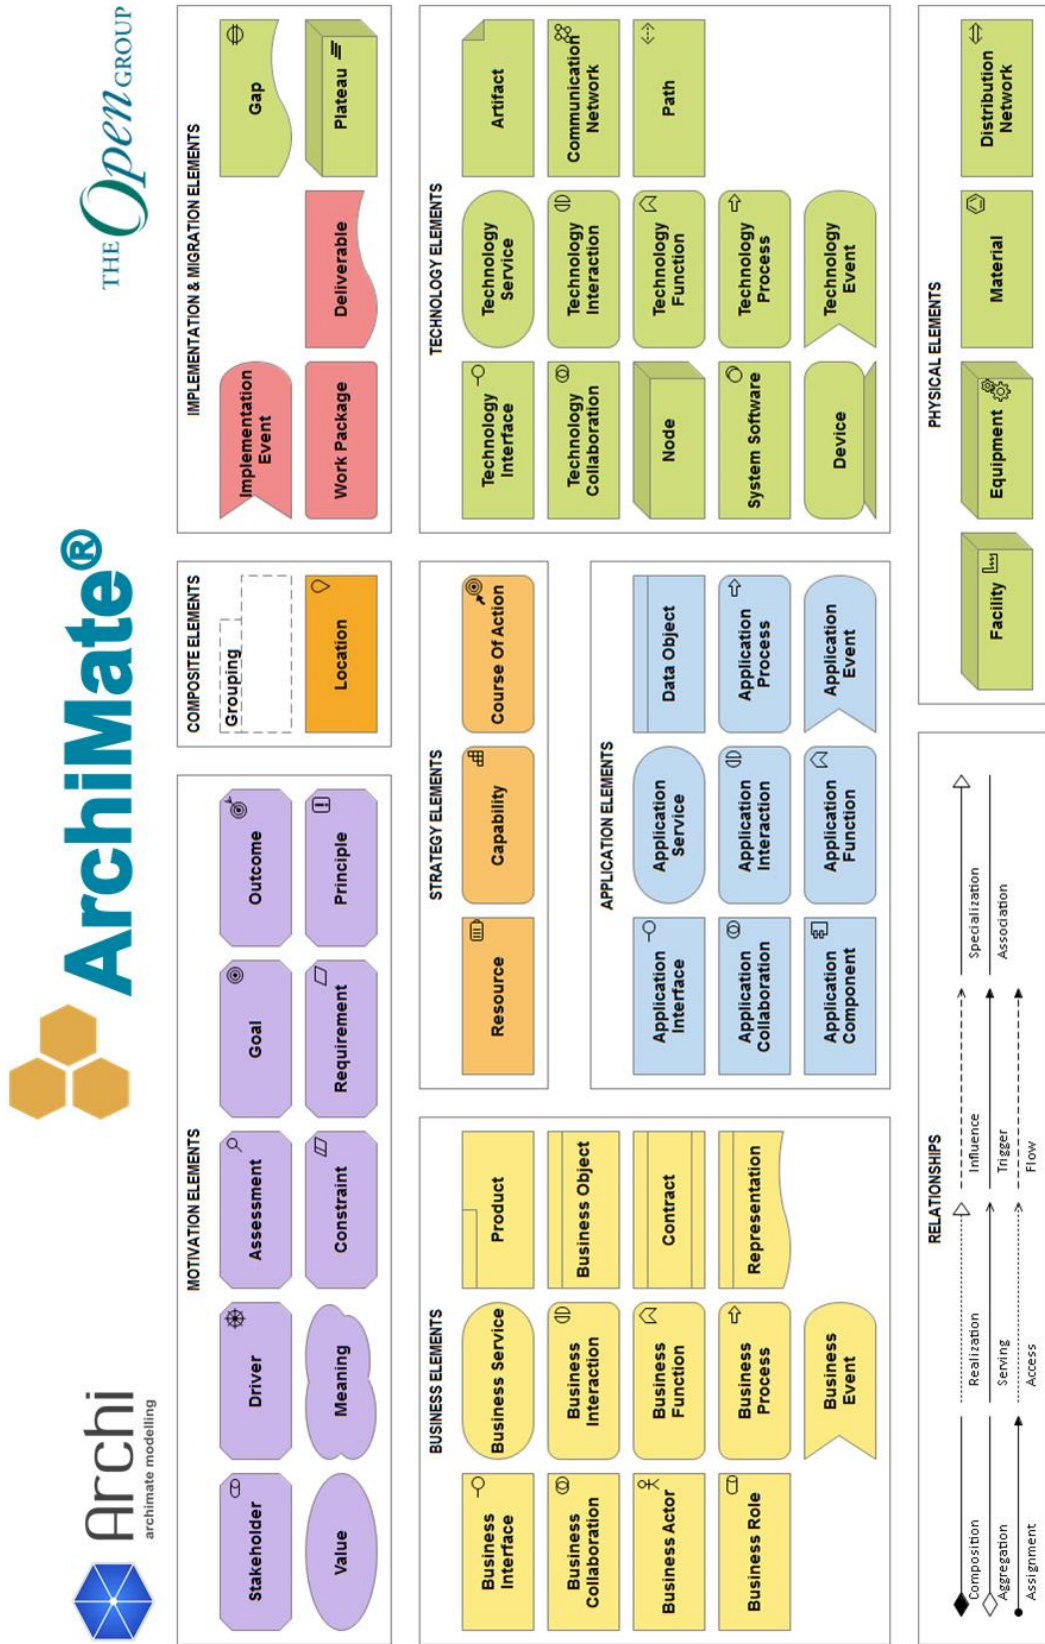 Archi
archimate modelling
ArchiMate®
THE Open GROUP
MOTIVATION ELEMENTS
Stakeholder
Driver
Assessment
Goal
Outcome
Value
Meaning
Constraint
Requirement
Principle
COMPOSITE ELEMENTS
Grouping
Location
IMPLEMENTATION & MIGRATION ELEMENTS
Implementation
Event
Gap
Work Package
Deliverable
Plateau
BUSINESS ELEMENTS
Business
Interface
Business Service
Product
Business
Collaboration
Business
Interaction
Business Object
Business Actor
Business
Function
Contract
Business Role
Business
Process
Representation
Business
Event
STRATEGY ELEMENTS
Resource
Capability
Course Of Action
APPLICATION ELEMENTS
Application
Interface
Application
Service
Data Object
Application
Collaboration
Application
Interaction
Application
Process
Application
Component
Application
Function
Application
Event
TECHNOLOGY ELEMENTS
Technology
Interface
Technology
Service
Artifact
Technology
Collaboration
Technology
Interaction
Communication
Network
Node
Technology
Function
Path
System Software
Technology
Process
Device
Technology
Event
RELATIONSHIPS
Composition
Realization
Influence
Specialization
Aggregation
Serving
Trigger
Association
Assignment
Access
Flow
PHYSICAL ELEMENTS
Facility
Equipment
Material
Distribution
Network